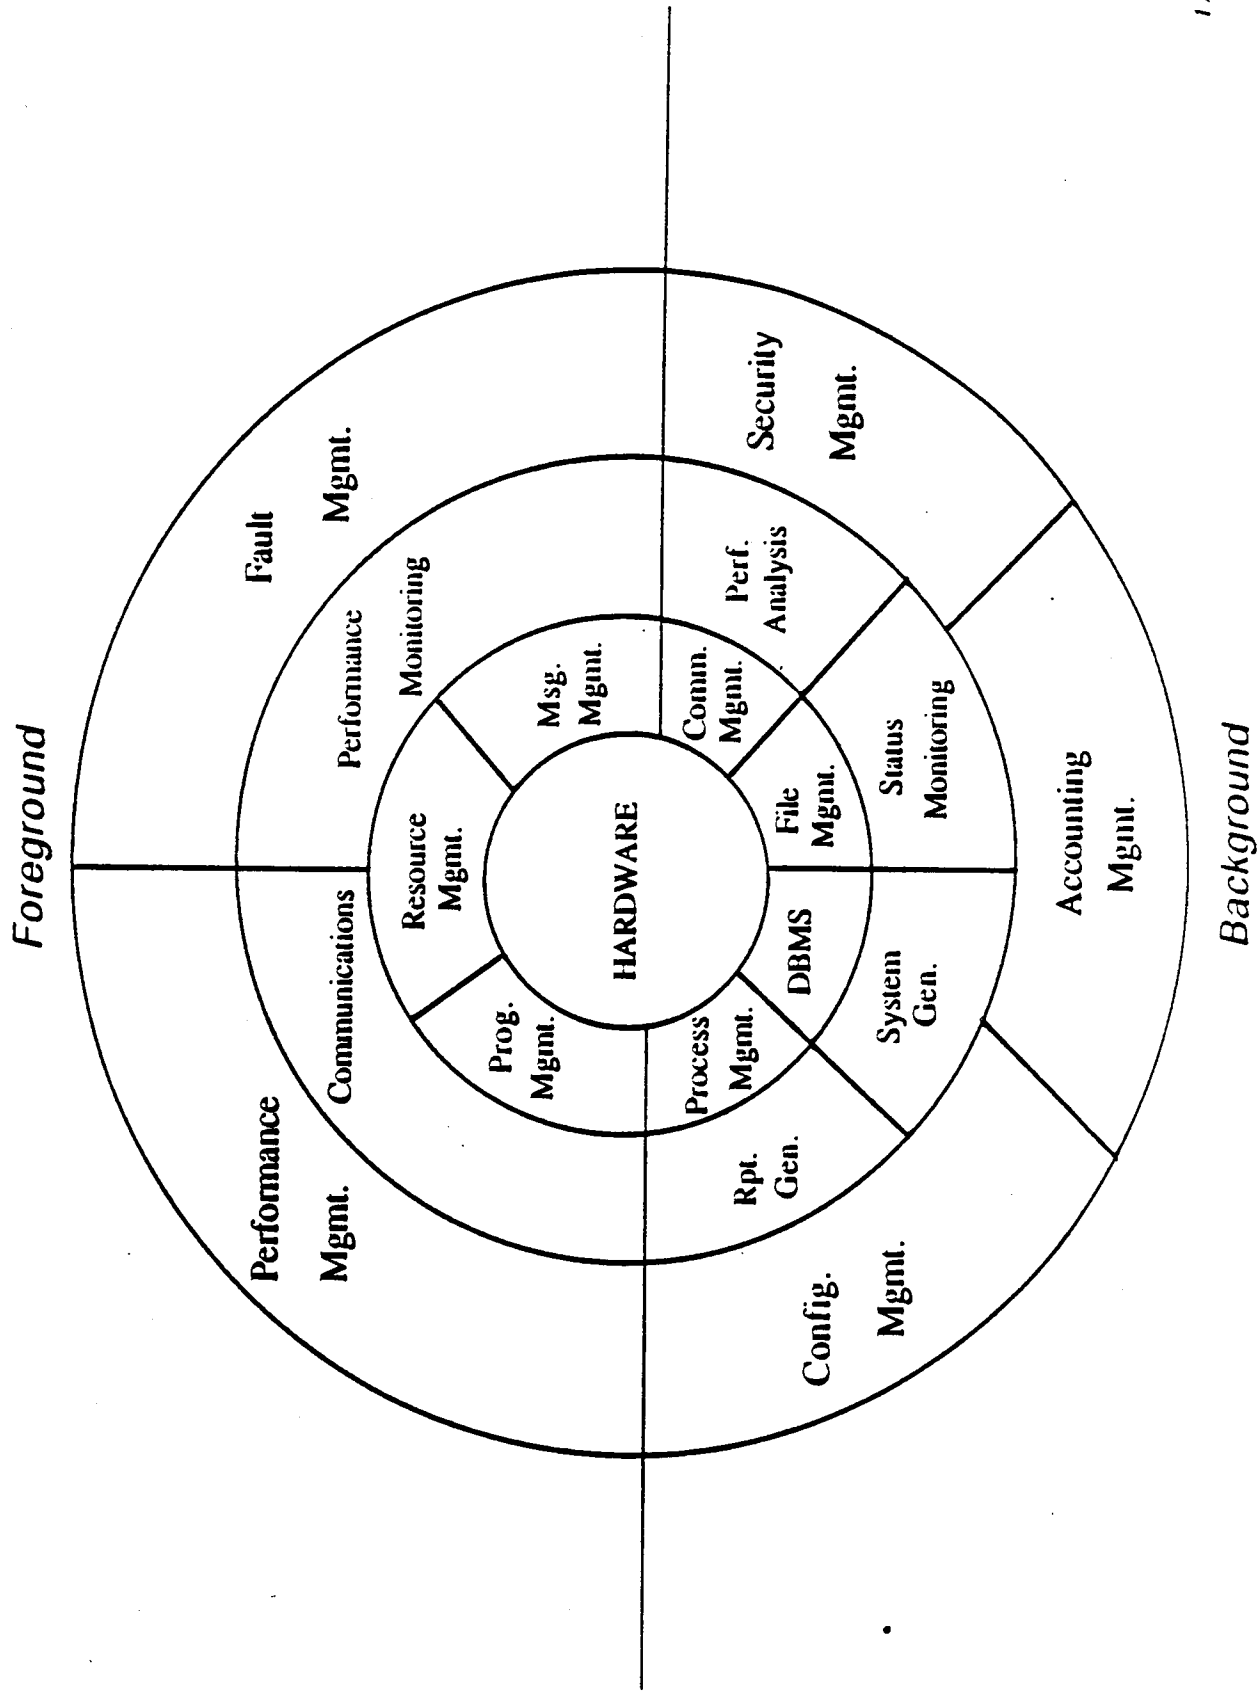 Foreground
Performance
Mgmt.
Fault
Mgmt.
Communications
Performance
Monitoring
Resource
Mgmt.
Prog.
Mgmt.
Msg.
Mgmt.
HARDWARE
Process
Mgmt.
DBMS
File
Mgmt.
Comm.
Mgmt.
Rpt.
Gen.
System
Gen.
Status
Monitoring
Perf.
Analysis
Config.
Mgmt.
Accounting
Mgmt.
Security
Mgmt.
Background